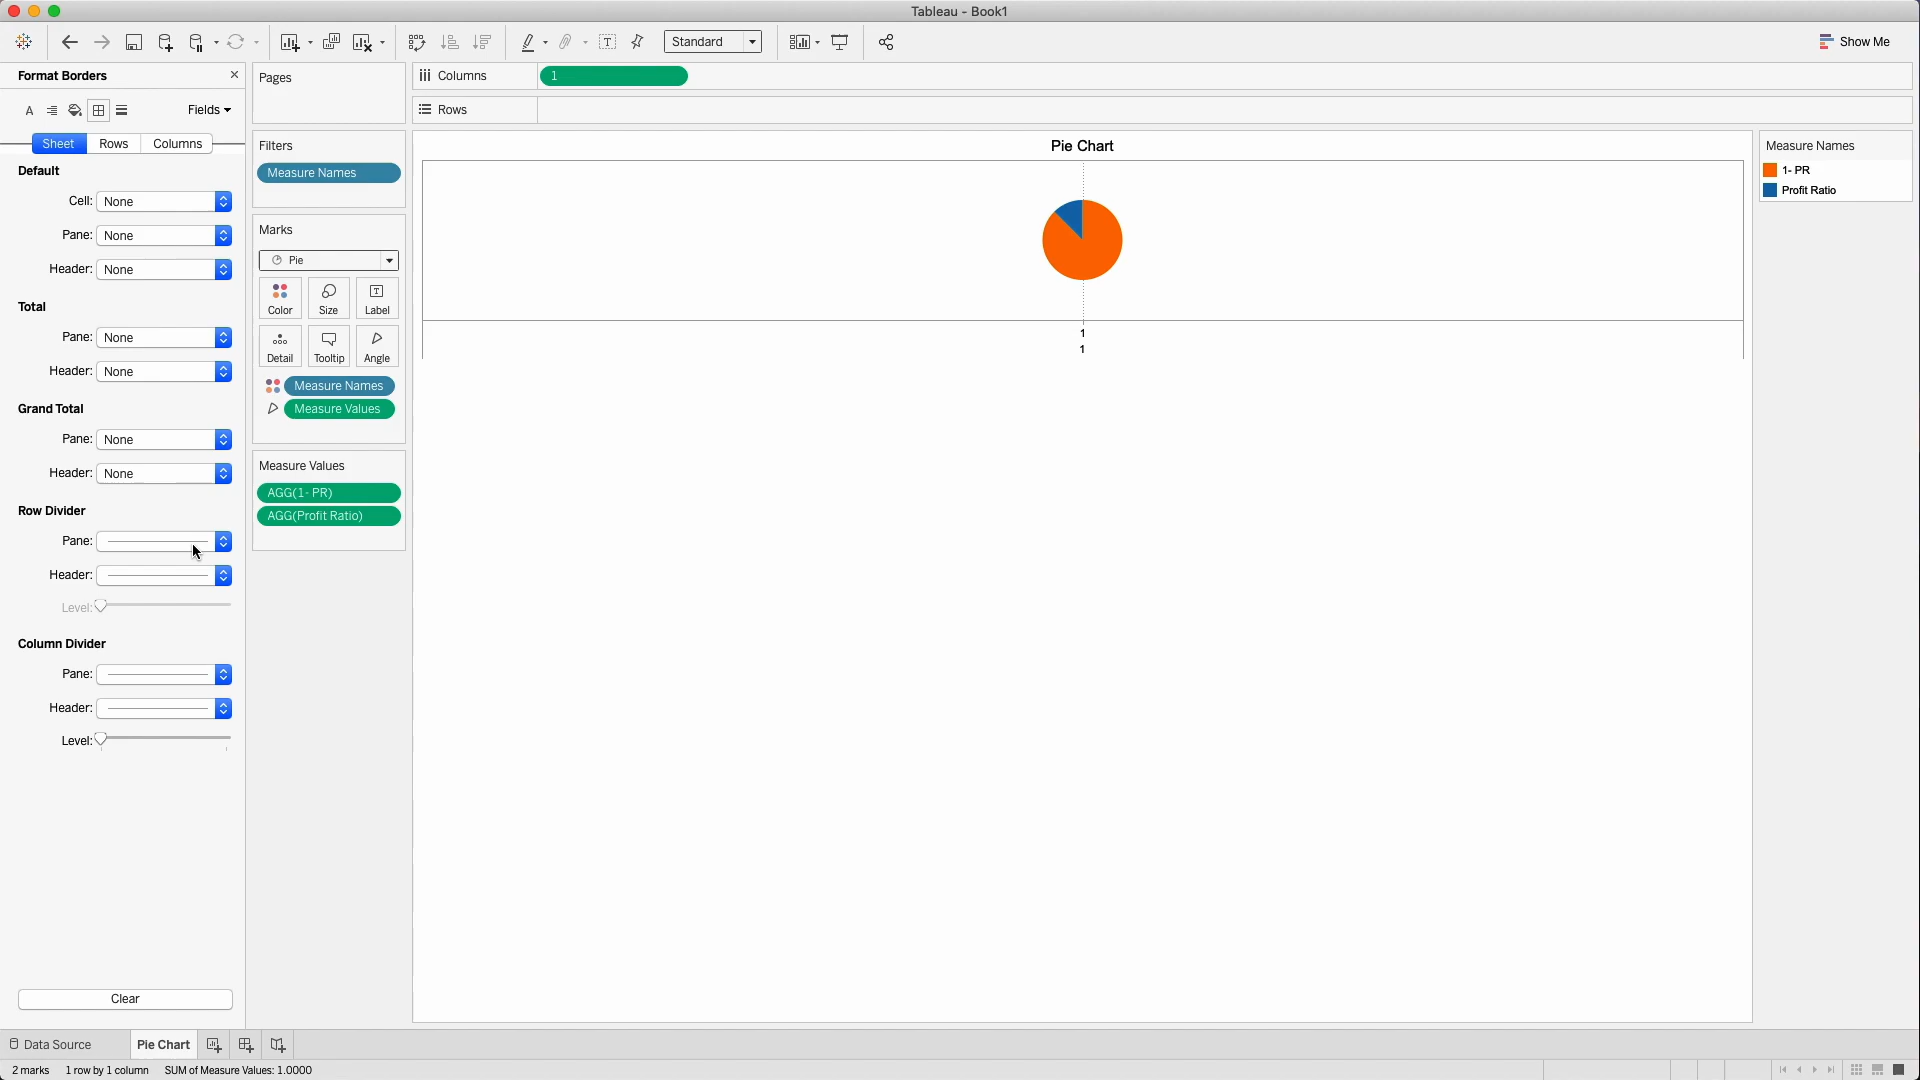 Tableau - Book1
Standard
Show Me
Format Borders
Fields
Sheet
Rows
Columns
Default
Cell: None
Pane: None
Header: None
Total
Pane: None
Header: None
Grand Total
Pane: None
Header: None
Row Divider
Pane:
Header:
Level:
Column Divider
Pane:
Header:
Level:
Clear
Pages
Filters
Measure Names
Marks
Pie
Color
Size
Label
Detail
Tooltip
Angle
Measure Names
Measure Values
Measure Values
AGG(1- PR)
AGG(Profit Ratio)
Columns
1
Rows
Pie Chart
1
1
Measure Names
1- PR
Profit Ratio
Data Source
Pie Chart
2 marks
1 row by 1 column
SUM of Measure Values: 1.0000